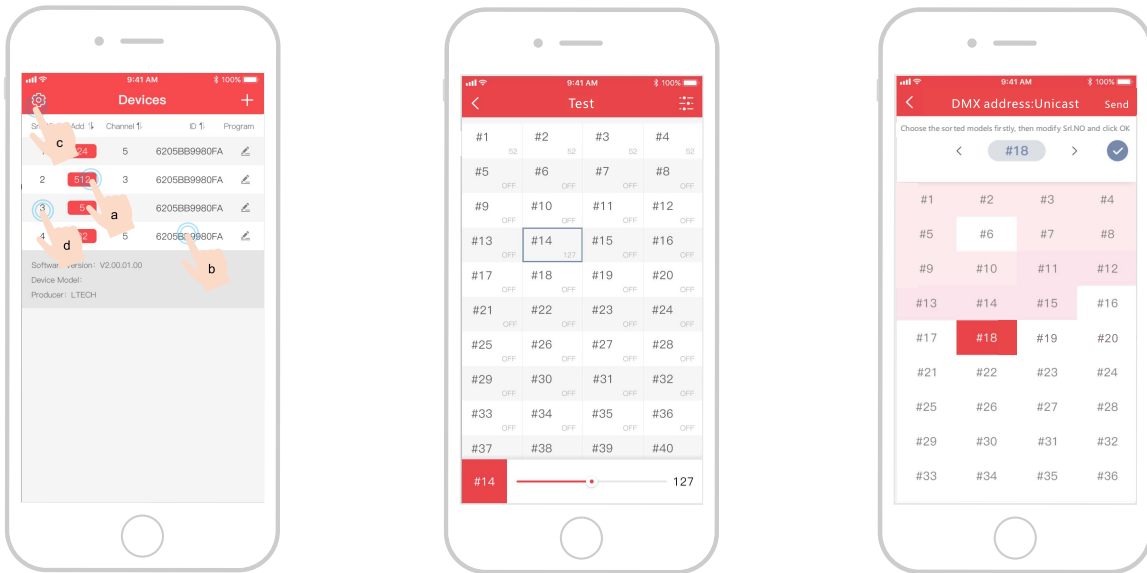 9:41 AM 100%
Devices +
Add Channel ID Program
c
24 5 6205BB9980FA
2 512 3 6205BB9980FA
a
3 5 6205BB9980FA
d
4 5 6205BB9980FA
b
Software Version: V2.00.01.00
Device Model:
Producer: LTECH
9:41 AM 100%
Test
#1 #2 #3 #4
52 52 52 52
#5 #6 #7 #8
OFF OFF OFF OFF
#9 #10 #11 #12
OFF OFF OFF OFF
#13 #14 #15 #16
OFF 127 OFF OFF
#17 #18 #19 #20
OFF OFF OFF OFF
#21 #22 #23 #24
OFF OFF OFF OFF
#25 #26 #27 #28
OFF OFF OFF OFF
#29 #30 #31 #32
OFF OFF OFF OFF
#33 #34 #35 #36
OFF OFF OFF OFF
#37 #38 #39 #40
#14 127
9:41 AM 100%
DMX address:Unicast Send
Choose the sorted models firstly, then modify Srl.NO and click OK
< #18 >
#1 #2 #3 #4
#5 #6 #7 #8
#9 #10 #11 #12
#13 #14 #15 #16
#17 #18 #19 #20
#21 #22 #23 #24
#25 #26 #27 #28
#29 #30 #31 #32
#33 #34 #35 #36